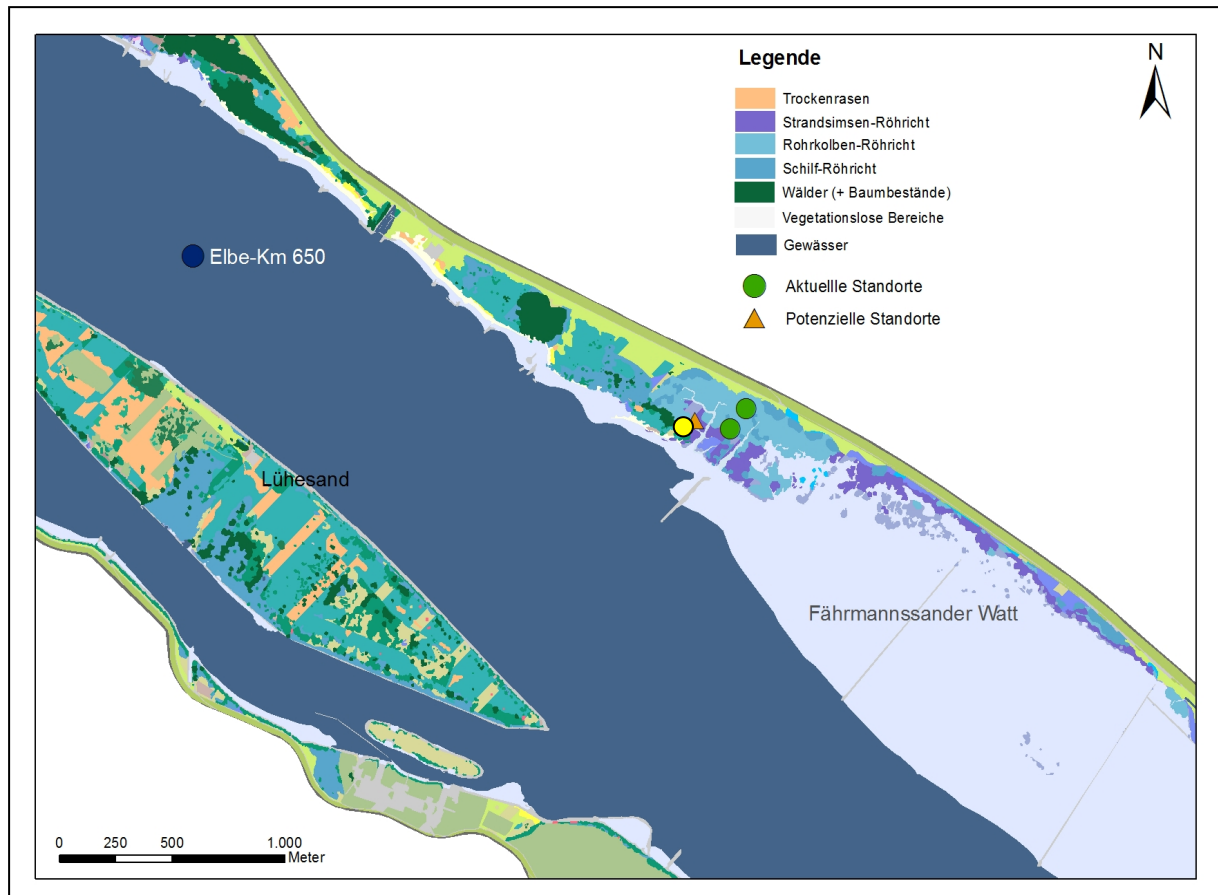 Legende
N
Trockenrasen
Strandsimsen-Röhricht
Rohrkolben-Röhricht
Schilf-Röhricht
Wälder (+ Baumbestände)
Vegetationslose Bereiche
Gewässer
Aktuellle Standorte
Potenzielle Standorte
Elbe-Km 650
Lühesand
Fährmannssander Watt
0 250 500 1.000
Meter